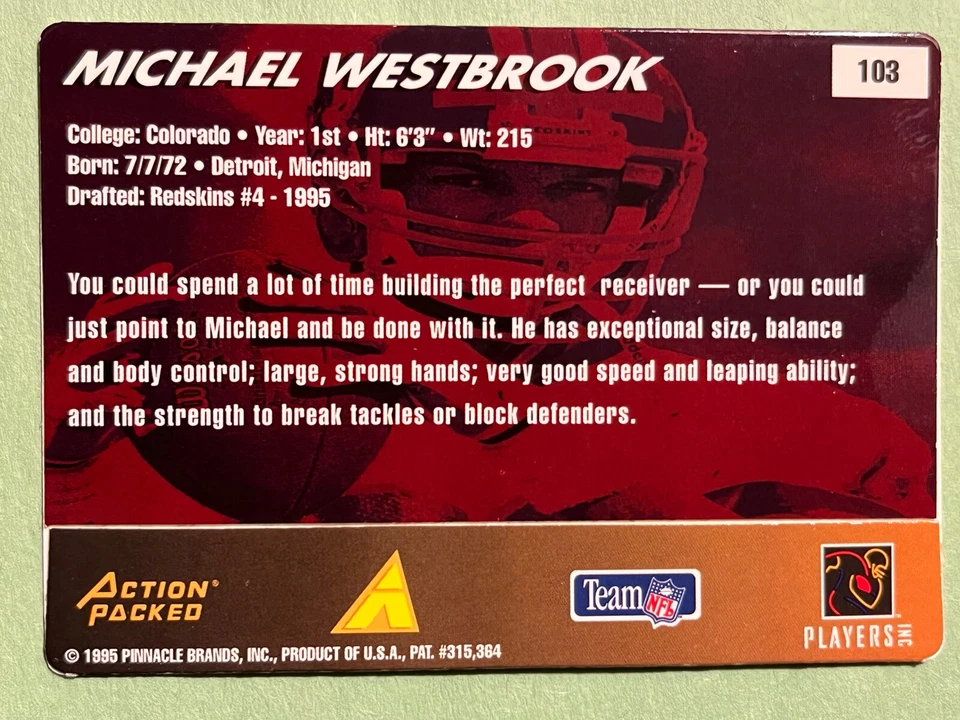 MICHAEL WESTBROOK
103
College: Colorado • Year: 1st • Ht: 6'3" • Wt: 215
Born: 7/7/72 • Detroit, Michigan
Drafted: Redskins #4 - 1995
REDSKINS
You could spend a lot of time building the perfect receiver — or you could
just point to Michael and be done with it. He has exceptional size, balance
and body control; large, strong hands; very good speed and leaping ability;
and the strength to break tackles or block defenders.
ACTION®
PACKED
Team NFL
PLAYERS INC
© 1995 PINNACLE BRANDS, INC., PRODUCT OF U.S.A., PAT. #315,364